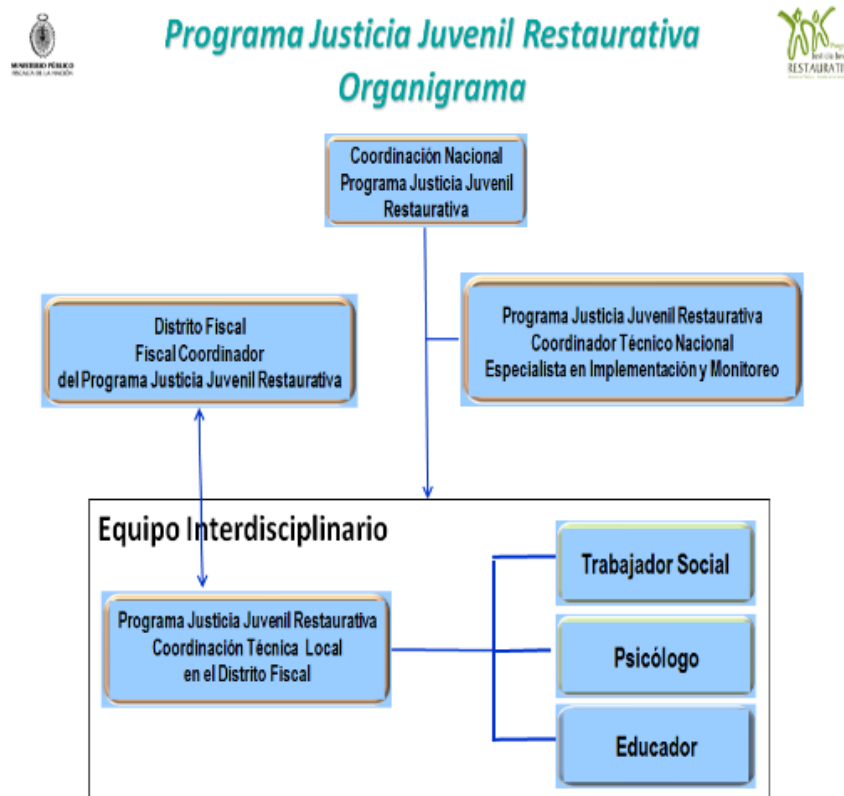 Programa Justicia Juvenil Restaurativa
Organigrama
MINISTERIO PÚBLICO
FISCALÍA DE LA NACIÓN
RESTAURATI
Coordinación Nacional
Programa Justicia Juvenil
Restaurativa
Distrito Fiscal
Fiscal Coordinador
del Programa Justicia Juvenil Restaurativa
Programa Justicia Juvenil Restaurativa
Coordinador Técnico Nacional
Especialista en Implementación y Monitoreo
Equipo Interdisciplinario
Programa Justicia Juvenil Restaurativa
Coordinación Técnica Local
en el Distrito Fiscal
Trabajador Social
Psicólogo
Educador